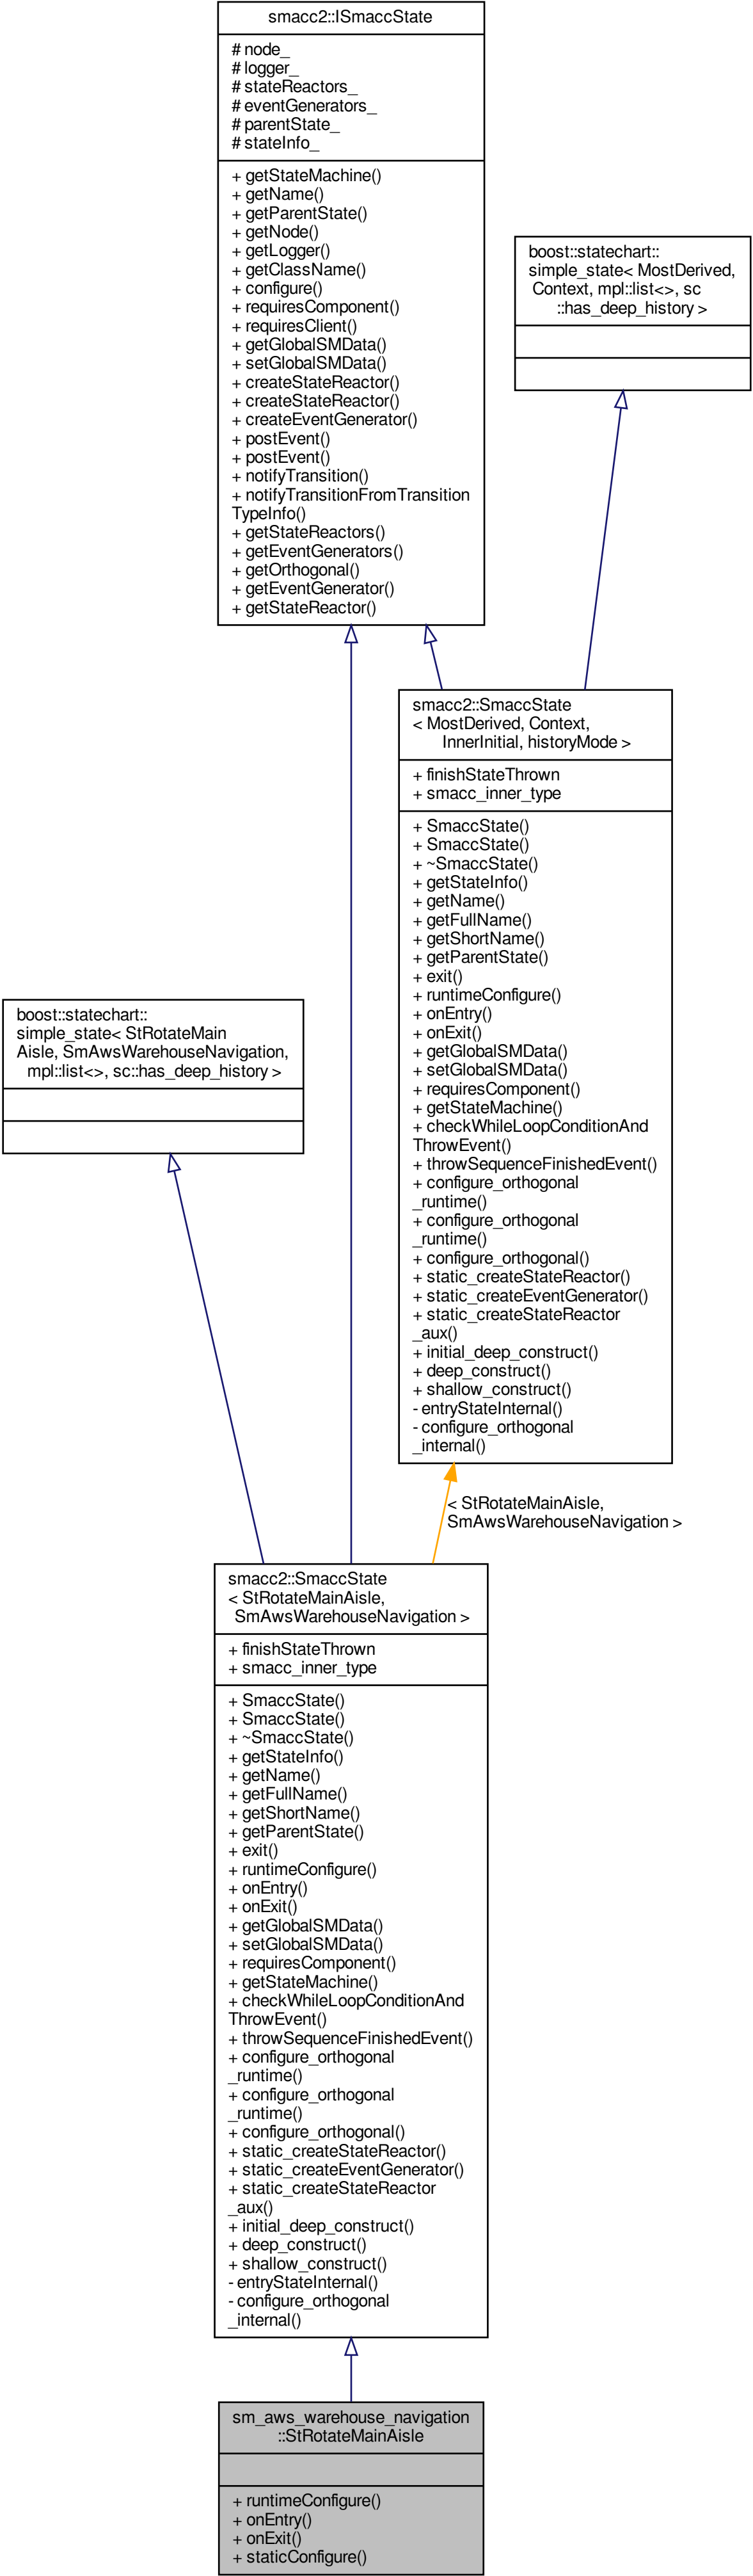 smacc2::ISmaccState
# node_
# logger_
# stateReactors_
# eventGenerators_
# parentState_
# stateInfo_
+ getStateMachine()
+ getName()
+ getParentState()
+ getNode()
+ getLogger()
+ getClassName()
+ configure()
+ requiresComponent()
+ requiresClient()
+ getGlobalSMData()
+ setGlobalSMData()
+ createStateReactor()
+ createStateReactor()
+ createEventGenerator()
+ postEvent()
+ postEvent()
+ notifyTransition()
+ notifyTransitionFromTransition
TypeInfo()
+ getStateReactors()
+ getEventGenerators()
+ getOrthogonal()
+ getEventGenerator()
+ getStateReactor()
boost::statechart::
simple_state< MostDerived,
Context, mpl::list<>, sc
::has_deep_history >
smacc2::SmaccState
< MostDerived, Context,
InnerInitial, historyMode >
+ finishStateThrown
+ smacc_inner_type
+ SmaccState()
+ SmaccState()
+ ~SmaccState()
+ getStateInfo()
+ getName()
+ getFullName()
+ getShortName()
+ getParentState()
+ exit()
+ runtimeConfigure()
+ onEntry()
+ onExit()
+ getGlobalSMData()
+ setGlobalSMData()
+ requiresComponent()
+ getStateMachine()
+ checkWhileLoopConditionAnd
ThrowEvent()
+ throwSequenceFinishedEvent()
+ configure_orthogonal
_runtime()
+ configure_orthogonal
_runtime()
+ configure_orthogonal()
+ static_createStateReactor()
+ static_createEventGenerator()
+ static_createStateReactor
_aux()
+ initial_deep_construct()
+ deep_construct()
+ shallow_construct()
- entryStateInternal()
- configure_orthogonal
_internal()
boost::statechart::
simple_state< StRotateMain
Aisle, SmAwsWarehouseNavigation,
mpl::list<>, sc::has_deep_history >
< StRotateMainAisle,
SmAwsWarehouseNavigation >
smacc2::SmaccState
< StRotateMainAisle,
SmAwsWarehouseNavigation >
+ finishStateThrown
+ smacc_inner_type
+ SmaccState()
+ SmaccState()
+ ~SmaccState()
+ getStateInfo()
+ getName()
+ getFullName()
+ getShortName()
+ getParentState()
+ exit()
+ runtimeConfigure()
+ onEntry()
+ onExit()
+ getGlobalSMData()
+ setGlobalSMData()
+ requiresComponent()
+ getStateMachine()
+ checkWhileLoopConditionAnd
ThrowEvent()
+ throwSequenceFinishedEvent()
+ configure_orthogonal
_runtime()
+ configure_orthogonal
_runtime()
+ configure_orthogonal()
+ static_createStateReactor()
+ static_createEventGenerator()
+ static_createStateReactor
_aux()
+ initial_deep_construct()
+ deep_construct()
+ shallow_construct()
- entryStateInternal()
- configure_orthogonal
_internal()
sm_aws_warehouse_navigation
::StRotateMainAisle
+ runtimeConfigure()
+ onEntry()
+ onExit()
+ staticConfigure()